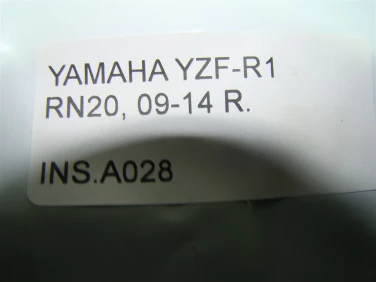 YAMAHA YZF-R1
RN20, 09-14 R.
INS.A028